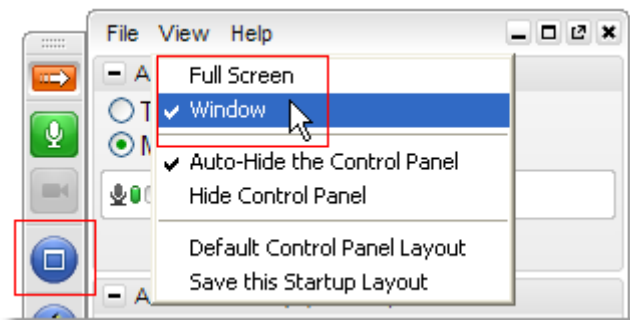 File View Help
Full Screen
Window
Auto-Hide the Control Panel
Hide Control Panel
Default Control Panel Layout
Save this Startup Layout